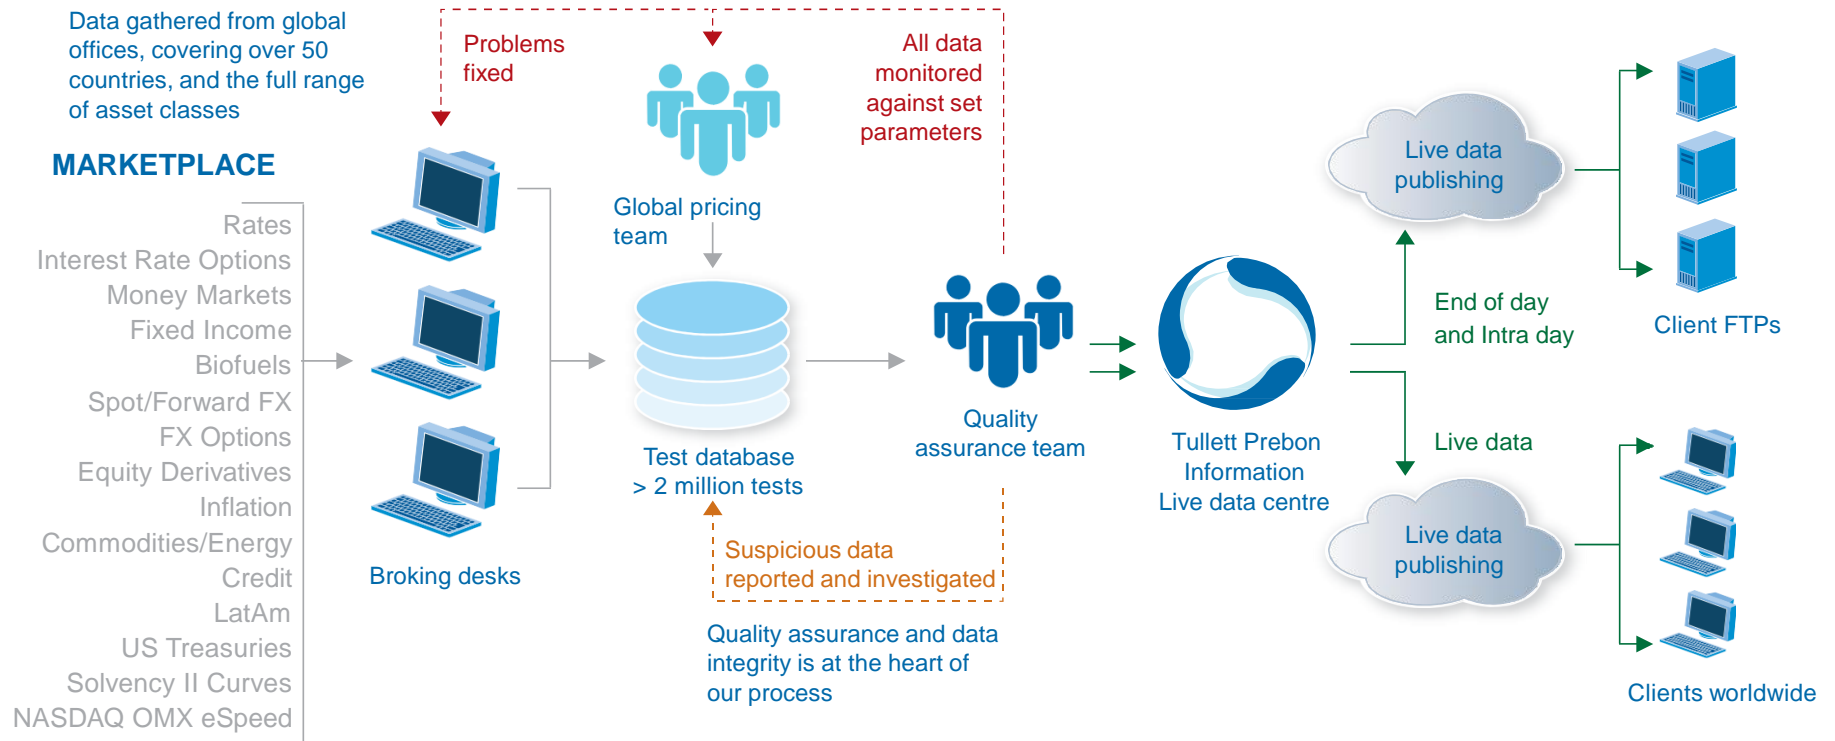 Data gathered from global
offices, covering over 50
countries, and the full range
of asset classes
MARKETPLACE
Rates
Interest Rate Options
Money Markets
Fixed Income
Biofuels
Spot/Forward FX
FX Options
Equity Derivatives
Inflation
Commodities/Energy
Credit
LatAm
US Treasuries
Solvency II Curves
NASDAQ OMX eSpeed
Problems
fixed
Broking desks
Global pricing
team
Test database
> 2 million tests
All data
monitored
against set
parameters
Quality
assurance team
Suspicious data
reported and investigated
Quality assurance and data
integrity is at the heart of
our process
Tullett Prebon
Information
Live data centre
Live data
publishing
End of day
and Intra day
Client FTPs
Live data
Live data
publishing
Clients worldwide